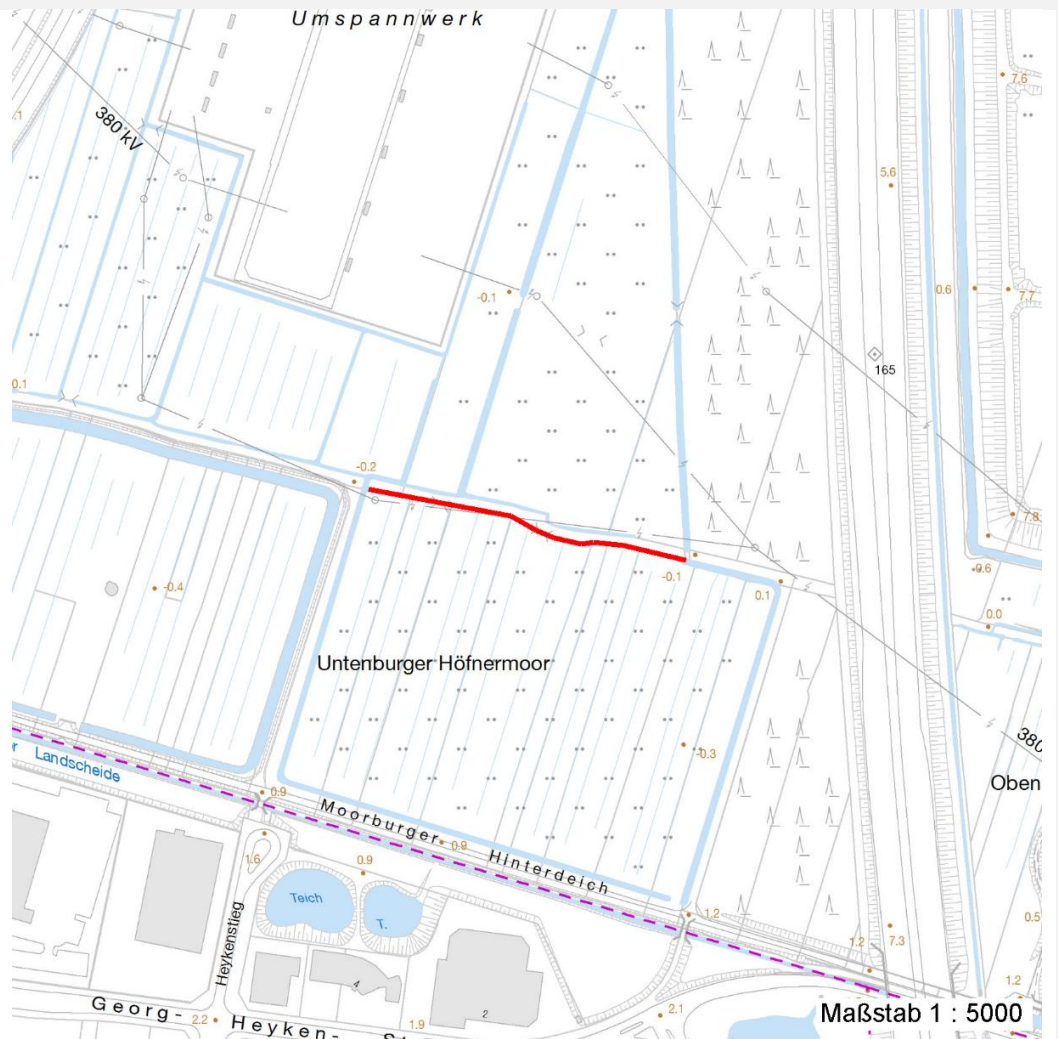 Umspannwerk
380 kV
7.6
.1
5.6
-0.1
0.6
7.7
165
0.1
-0.2
7.8
-0.1
-0.6
-0.4
0.1
0.0
Untenburger Höfnermoor
-0.3
380
Landscheide
Oben
0.9
Moorburger Hinterdeich
0.9
1.6
0.9
Teich
T.
1.2
0.5
Heykenstieg
1.2
7.3
4
1.2
2
2.1
Maßstab 1 : 5000
Georg-Heyken-St
2.2
1.9